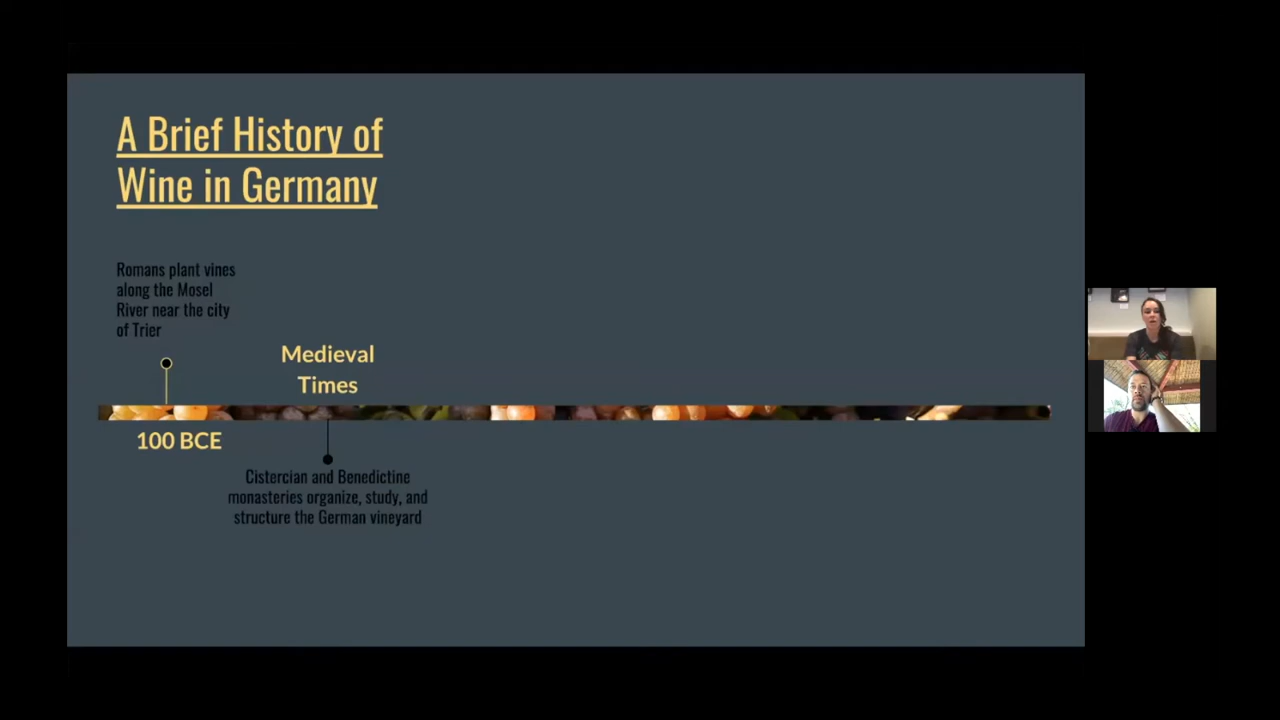 A Brief History of
Wine in Germany
Romans plant vines
along the Mosel
River near the city
of Trier
Medieval
Times
100 BCE
Cistercian and Benedictine
monasteries organize, study, and
structure the German vineyard